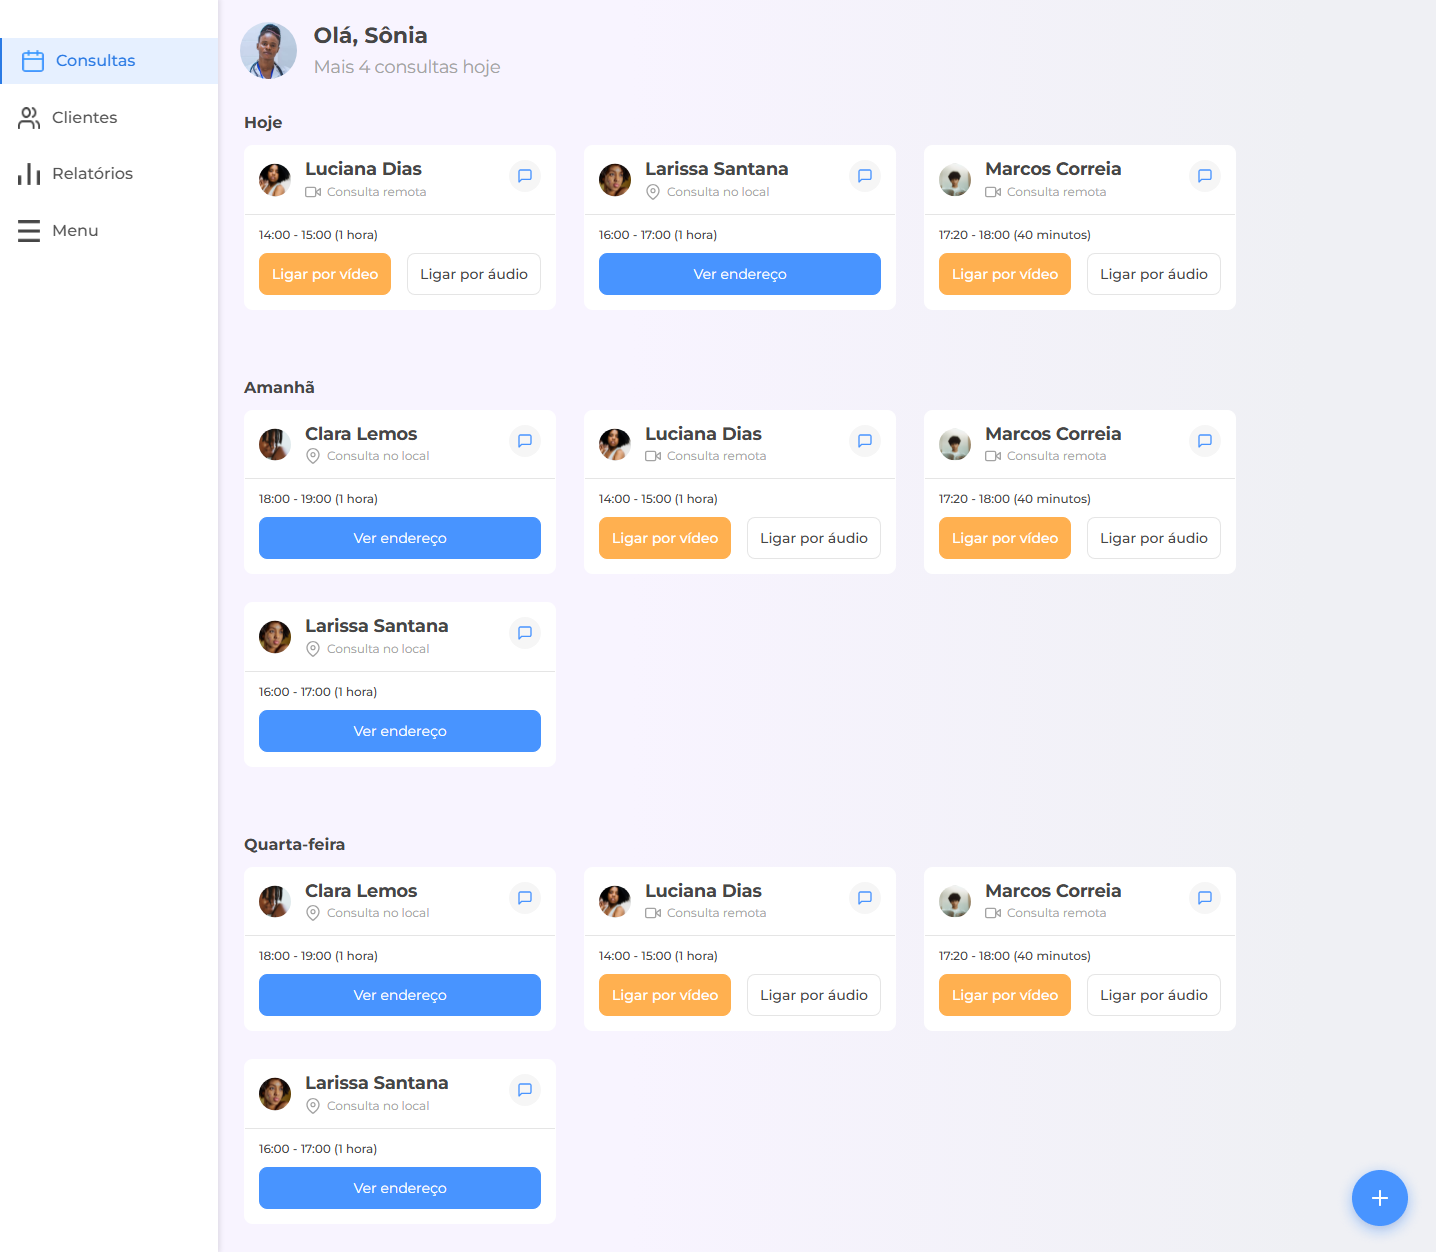 Consultas
Clientes
Relatórios
Menu
Olá, Sônia
Mais 4 consultas hoje
Hoje
Luciana Dias
Consulta remota
14:00 - 15:00 (1 hora)
Ligar por vídeo
Ligar por áudio
Larissa Santana
Consulta no local
16:00 - 17:00 (1 hora)
Ver endereço
Marcos Correia
Consulta remota
17:20 - 18:00 (40 minutos)
Ligar por vídeo
Ligar por áudio
Amanhã
Clara Lemos
Consulta no local
18:00 - 19:00 (1 hora)
Ver endereço
Luciana Dias
Consulta remota
14:00 - 15:00 (1 hora)
Ligar por vídeo
Ligar por áudio
Marcos Correia
Consulta remota
17:20 - 18:00 (40 minutos)
Ligar por vídeo
Ligar por áudio
Larissa Santana
Consulta no local
16:00 - 17:00 (1 hora)
Ver endereço
Quarta-feira
Clara Lemos
Consulta no local
18:00 - 19:00 (1 hora)
Ver endereço
Luciana Dias
Consulta remota
14:00 - 15:00 (1 hora)
Ligar por vídeo
Ligar por áudio
Marcos Correia
Consulta remota
17:20 - 18:00 (40 minutos)
Ligar por vídeo
Ligar por áudio
Larissa Santana
Consulta no local
16:00 - 17:00 (1 hora)
Ver endereço